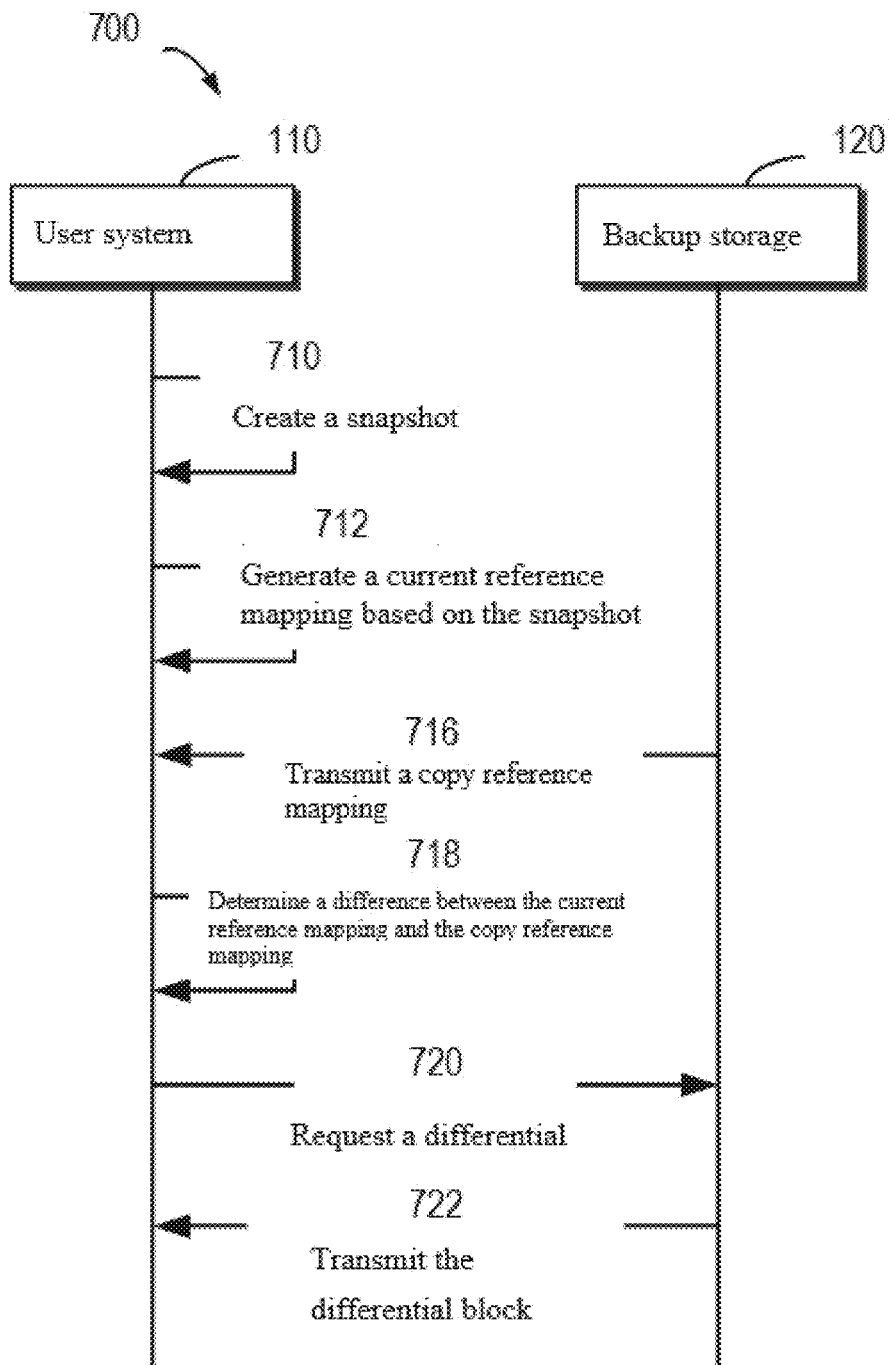 700
110
120
User system
Backup storage
710
Create a snapshot
712
Generate a current reference
mapping based on the snapshot
716
Transmit a copy reference
mapping
718
Determine a difference between the current
reference mapping and the copy reference
mapping
720
Request a differential
722
Transmit the
differential block